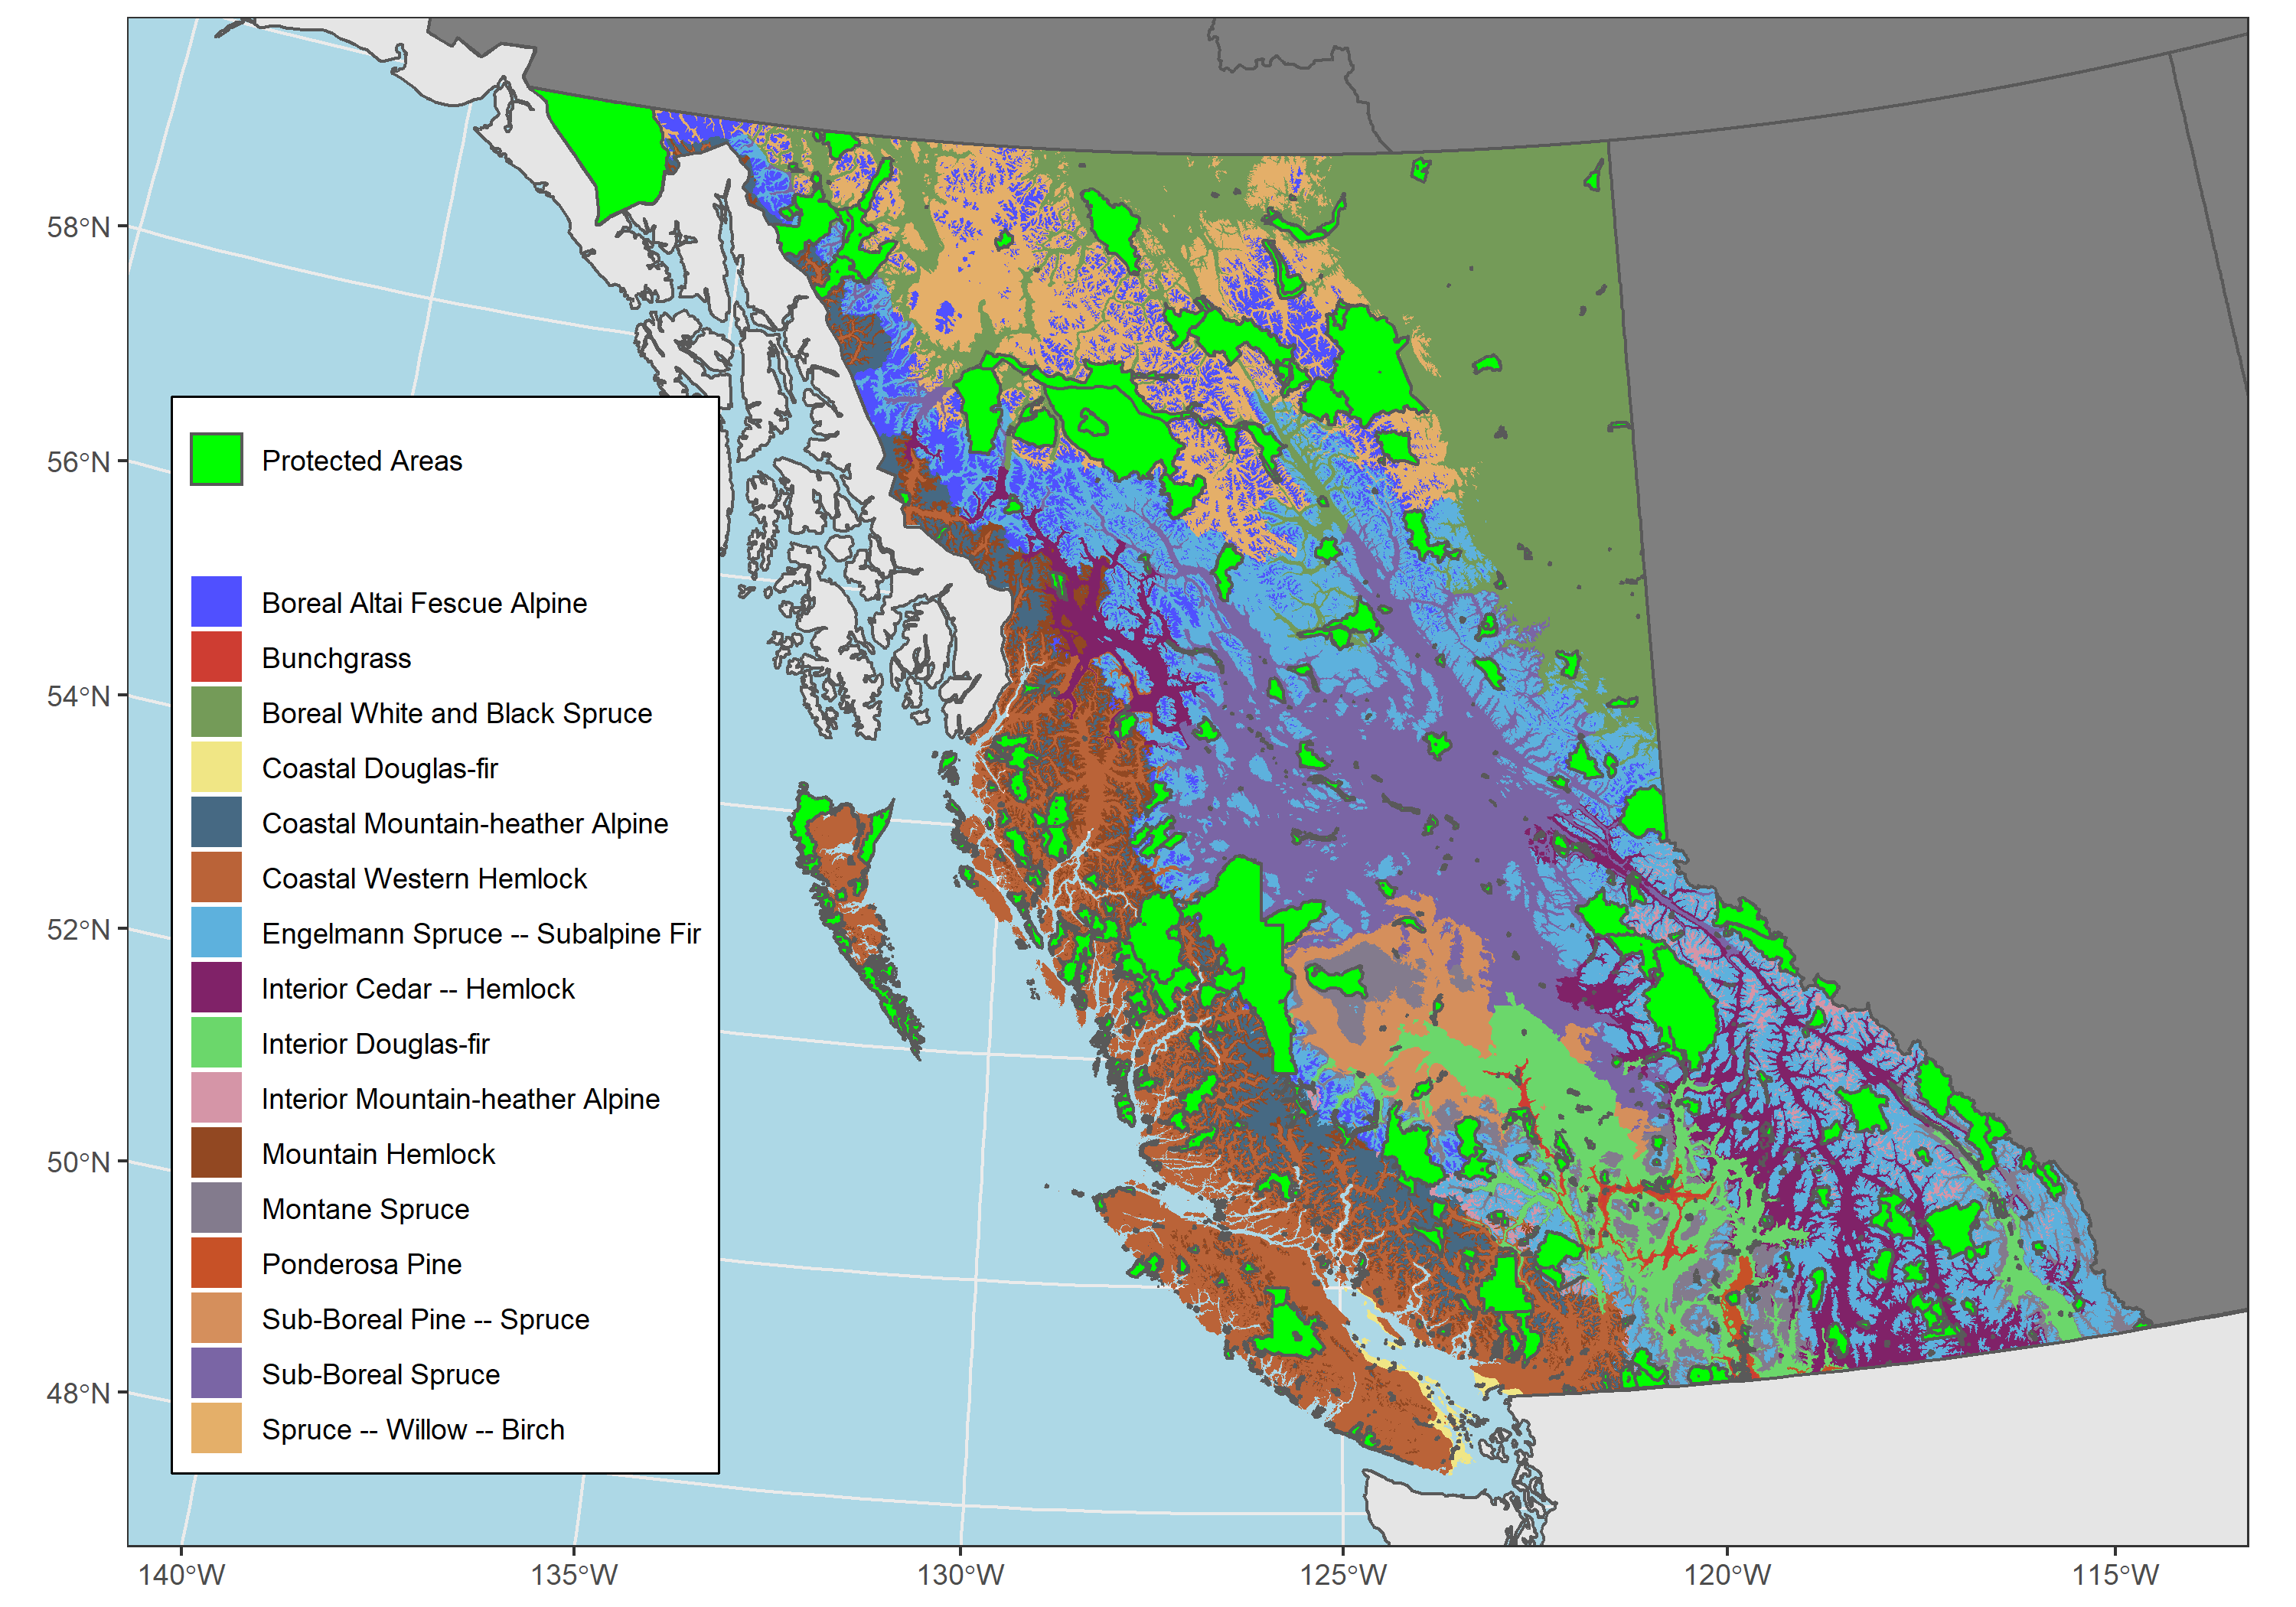 58°N
56°N
54°N
52°N
50°N
48°N
Protected Areas
Boreal Altai Fescue Alpine
Bunchgrass
Boreal White and Black Spruce
Coastal Douglas-fir
Coastal Mountain-heather Alpine
Coastal Western Hemlock
Engelmann Spruce -- Subalpine Fir
Interior Cedar -- Hemlock
Interior Douglas-fir
Interior Mountain-heather Alpine
Mountain Hemlock
Montane Spruce
Ponderosa Pine
Sub-Boreal Pine -- Spruce
Sub-Boreal Spruce
Spruce -- Willow -- Birch
140°W 135°W 130°W 125°W 120°W 115°W